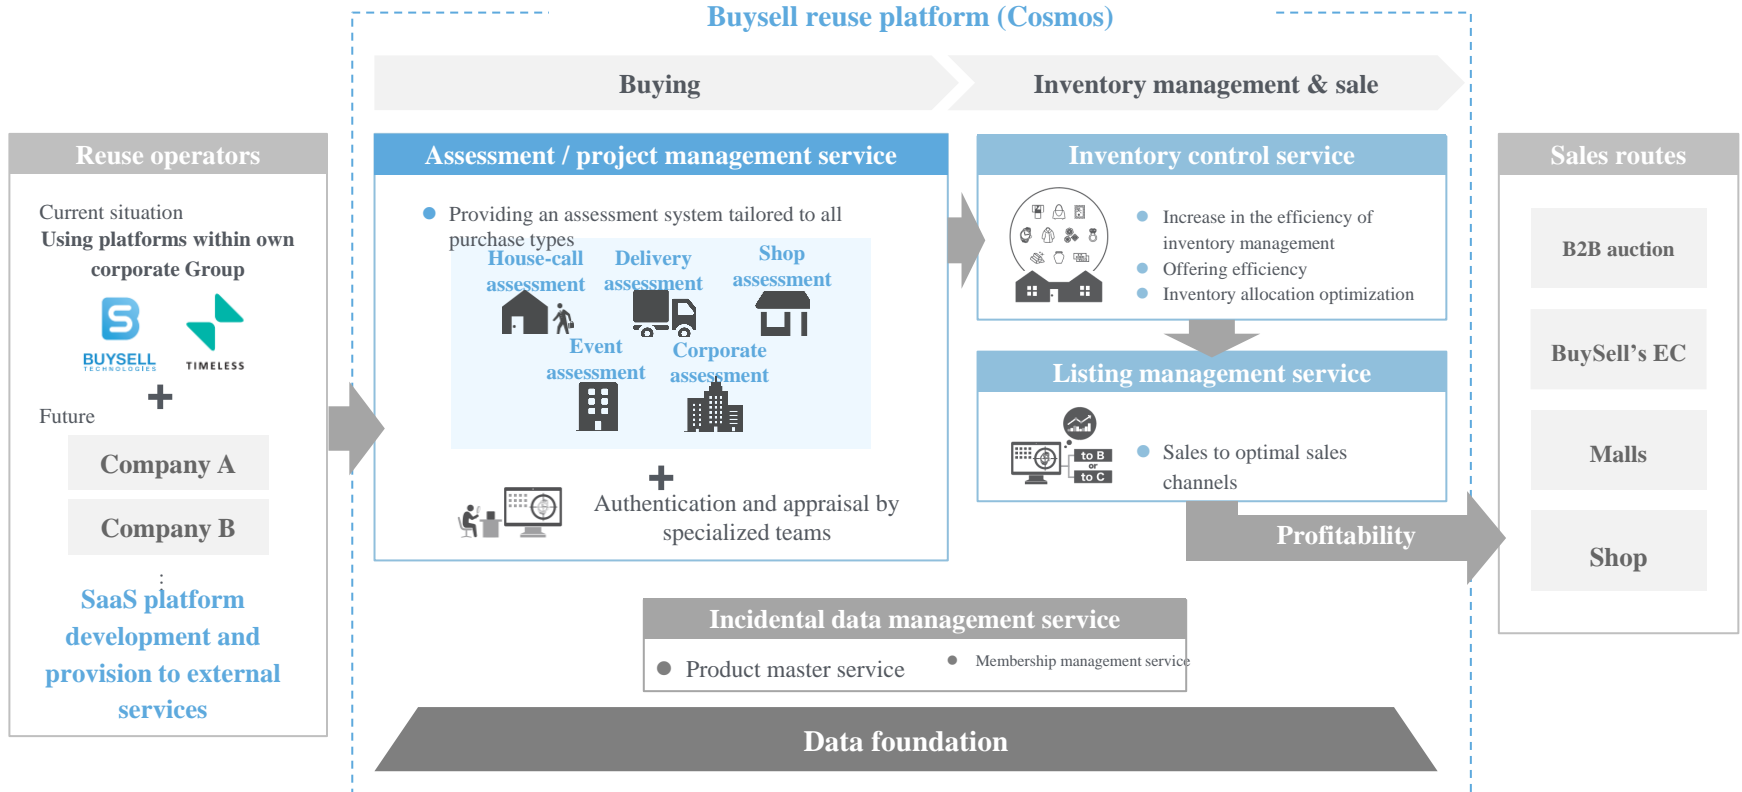 Buysell reuse platform (Cosmos)
Buying
Inventory management & sale
Reuse operators
Current situation
Using platforms within own
corporate Group
BUYSELL
TECHNOLOGIES
TIMELESS
+
Future
Company A
Company B
:
SaaS platform
development and
provision to external
services
Assessment / project management service
Providing an assessment system tailored to all
purchase types
House-call
assessment
Delivery
assessment
Shop
assessment
Event
assessment
Corporate
assessment
+
Authentication and appraisal by
specialized teams
Inventory control service
Increase in the efficiency of
inventory management
Offering efficiency
Inventory allocation optimization
Listing management service
to B
or
to C
Sales to optimal sales
channels
Profitability
Sales routes
B2B auction
BuySell’s EC
Malls
Shop
Incidental data management service
Product master service
Membership management service
Data foundation